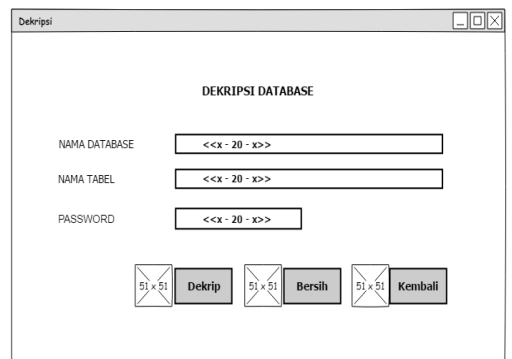 Dekripsi
DEKRIPSI DATABASE
NAMA DATABASE <<x - 20 - x>>
NAMA TABEL <<x - 20 - x>>
PASSWORD <<x - 20 - x>>
51 x 51 Dekrip 51 x 51 Bersih 51 x 51 Kembali